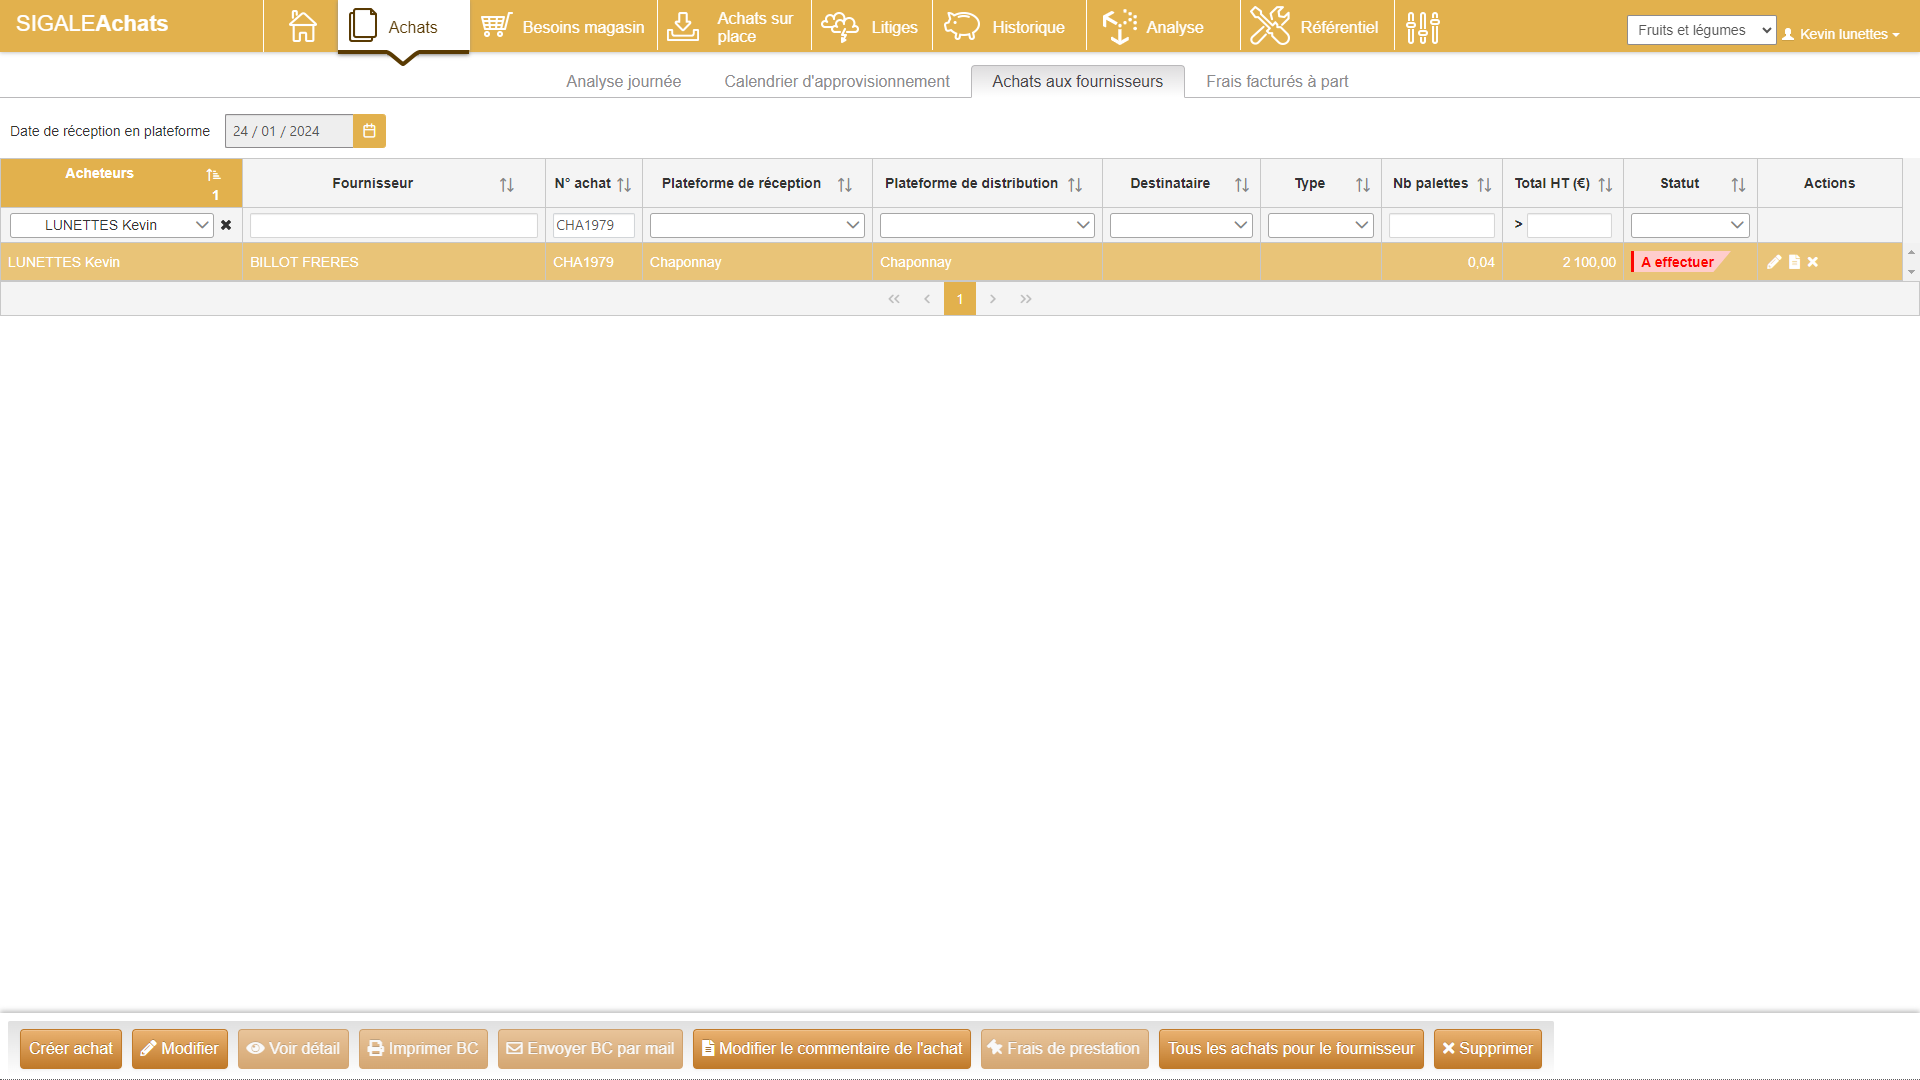 SIGALEAchats
Achats
Besoins magasin
Achats sur place
Litiges
Historique
Analyse
Référentiel
Fruits et légumes
Kevin lunettes
Analyse journée
Calendrier d'approvisionnement
Achats aux fournisseurs
Frais facturés à part
Date de réception en plateforme
24 / 01 / 2024
Acheteurs 1
Fournisseur
N° achat
Plateforme de réception
Plateforme de distribution
Destinataire
Type
Nb palettes
Total HT (€)
Statut
Actions
LUNETTES Kevin
CHA1979
>
LUNETTES Kevin
BILLOT FRERES
CHA1979
Chaponnay
Chaponnay
0,04
2 100,00
A effectuer
1
Créer achat
Modifier
Voir détail
Imprimer BC
Envoyer BC par mail
Modifier le commentaire de l'achat
Frais de prestation
Tous les achats pour le fournisseur
Supprimer